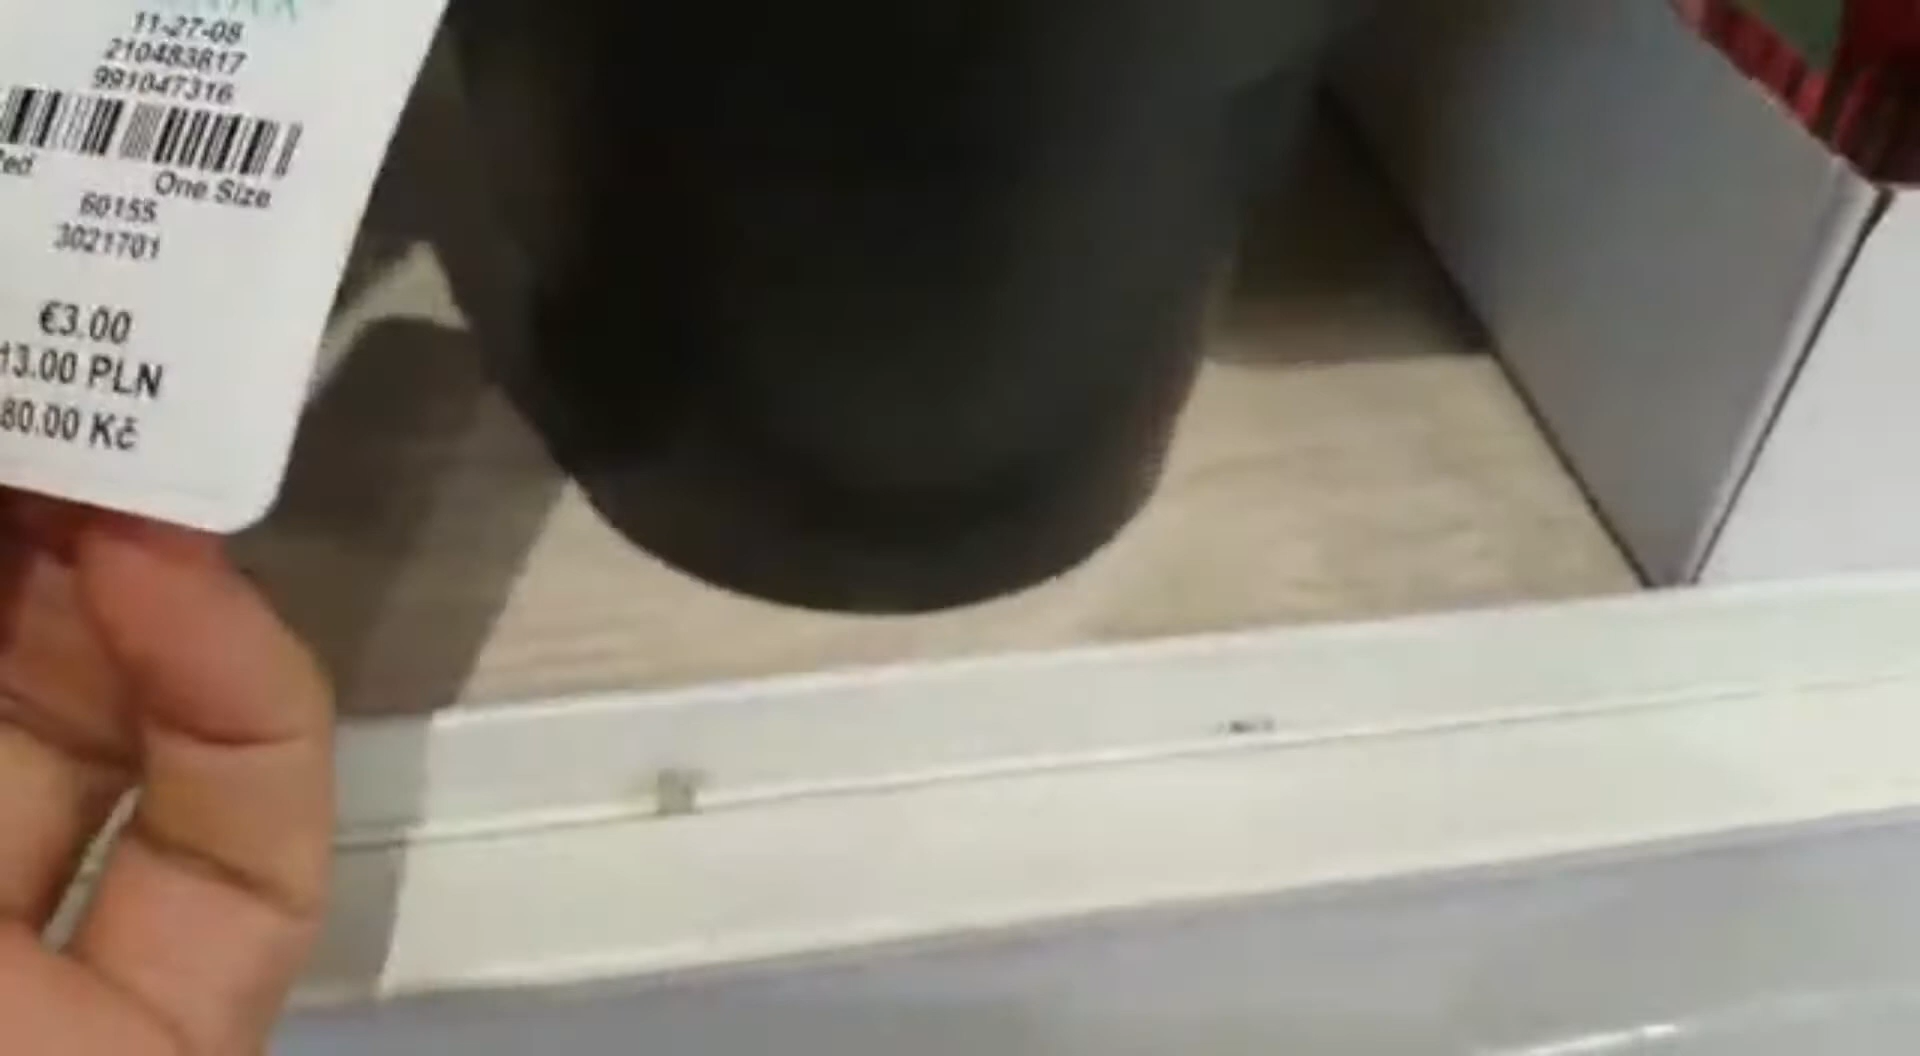 11-27-08
210483817
991047316
One Size
60155
3021701
€3.00
13.00 PLN
80.00 Kč